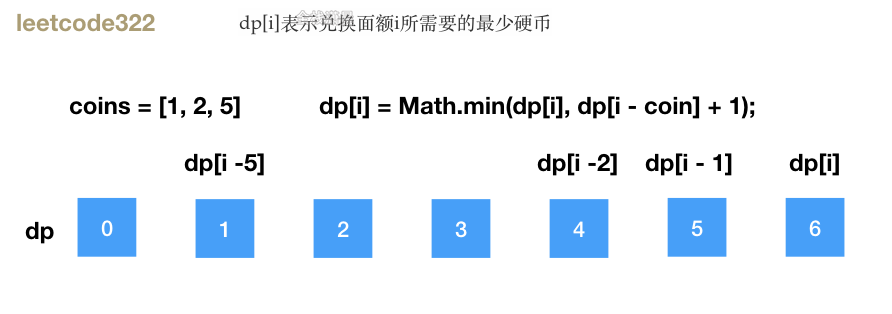 leetcode322
dp[i]表示兑换面额i所需要的最少硬币
coins = [1, 2, 5]
dp[i] = Math.min(dp[i], dp[i - coin] + 1);
dp[i -5]
dp[i -2]
dp[i - 1]
dp[i]
dp
0
1
2
3
4
5
6